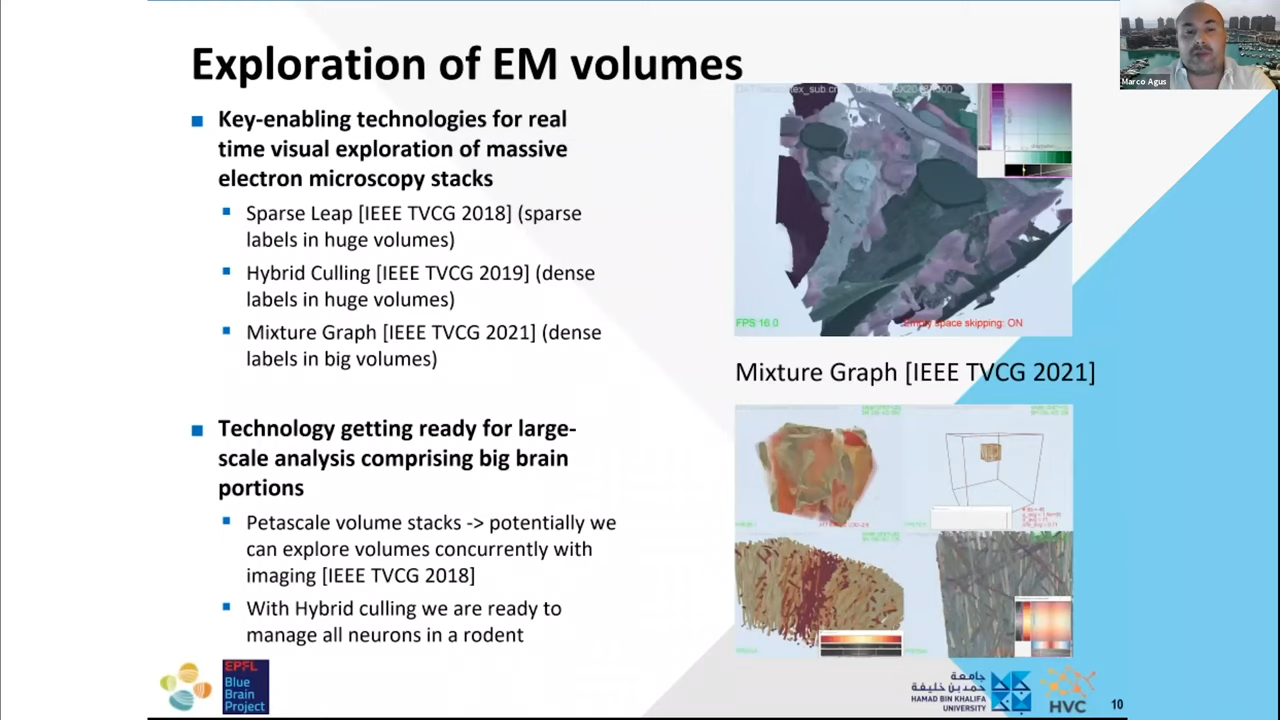 Exploration of EM volumes
Marco Agus
Key-enabling technologies for real
time visual exploration of massive
electron microscopy stacks
Sparse Leap [IEEE TVCG 2018] (sparse
labels in huge volumes)
Hybrid Culling [IEEE TVCG 2019] (dense
labels in huge volumes)
Mixture Graph [IEEE TVCG 2021] (dense
labels in big volumes)
FPS 16.0
Empty space skipping: ON
Mixture Graph [IEEE TVCG 2021]
Technology getting ready for large-
scale analysis comprising big brain
portions
Petascale volume stacks -> potentially we
can explore volumes concurrently with
imaging [IEEE TVCG 2018]
With Hybrid culling we are ready to
manage all neurons in a rodent
EPFL
Blue
Brain
Project
جامعة
حمد بن خليفة
HAMAD BIN KHALIFA
UNIVERSITY
HVC
10